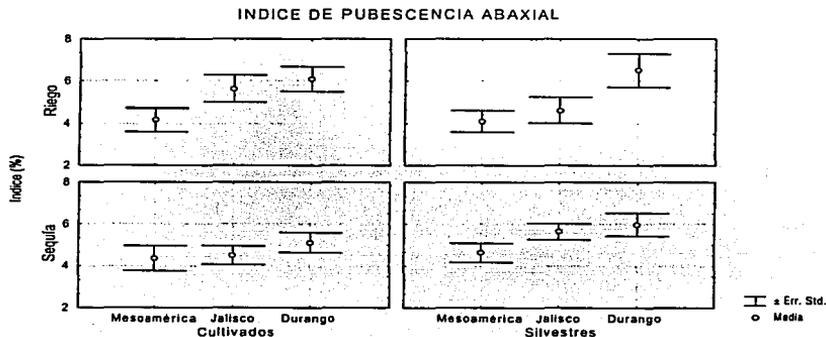 INDICE DE PUBESCENCIA ABAXIAL
Indice (%)
Riego
8
6
4
2
Sequía
8
6
4
2
Mesoamérica Jalisco Durango
Cultivados
Mesoamérica Jalisco Durango
Silvestres
± Err. Std.
Media